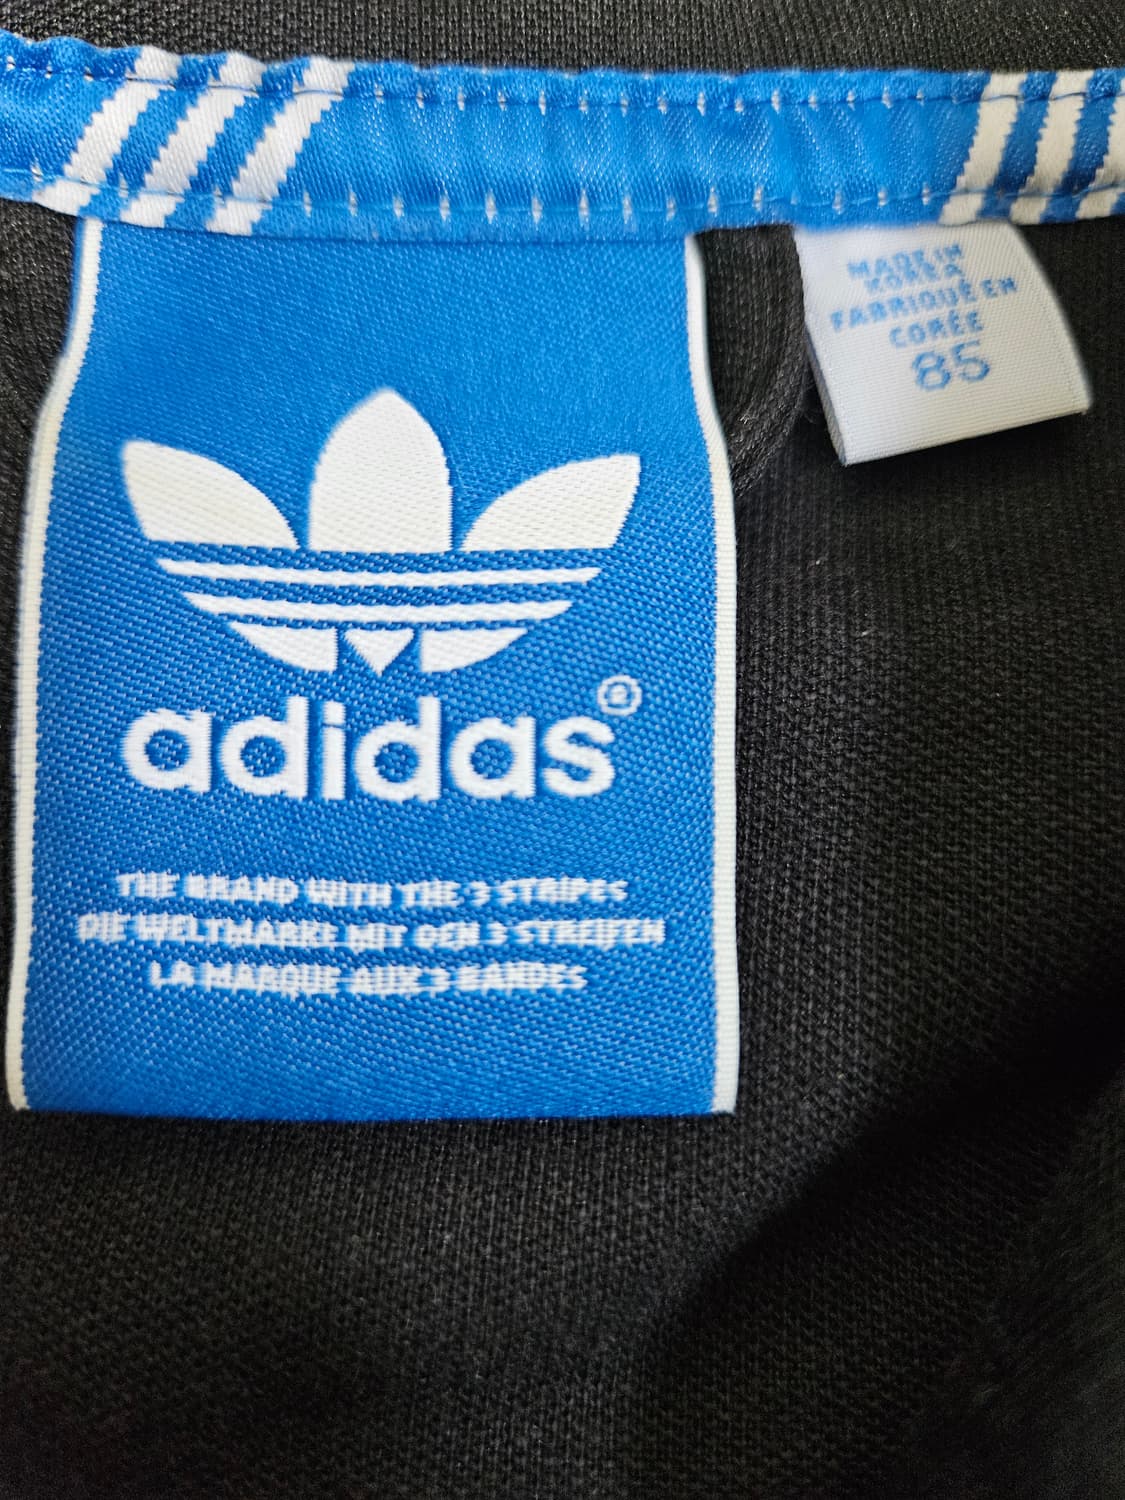 adidas®
THE BRAND WITH THE 3 STRIPES
DIE WELTMARKE MIT DEN 3 STREIFEN
LA MARQUE AUX 3 BANDES
MADE IN
KOREA
FABRIQUÉ EN
CORÉE
85